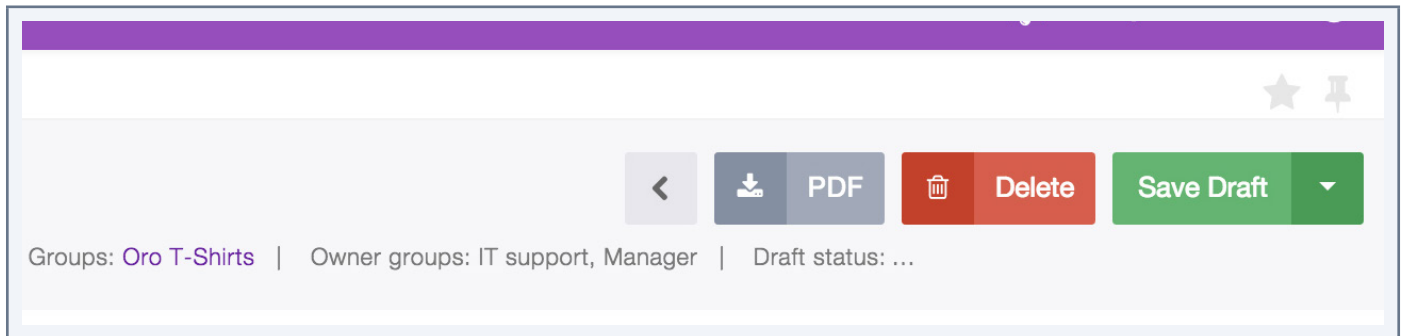 PDF Delete Save Draft
Groups: Oro T-Shirts | Owner groups: IT support, Manager | Draft status: ...